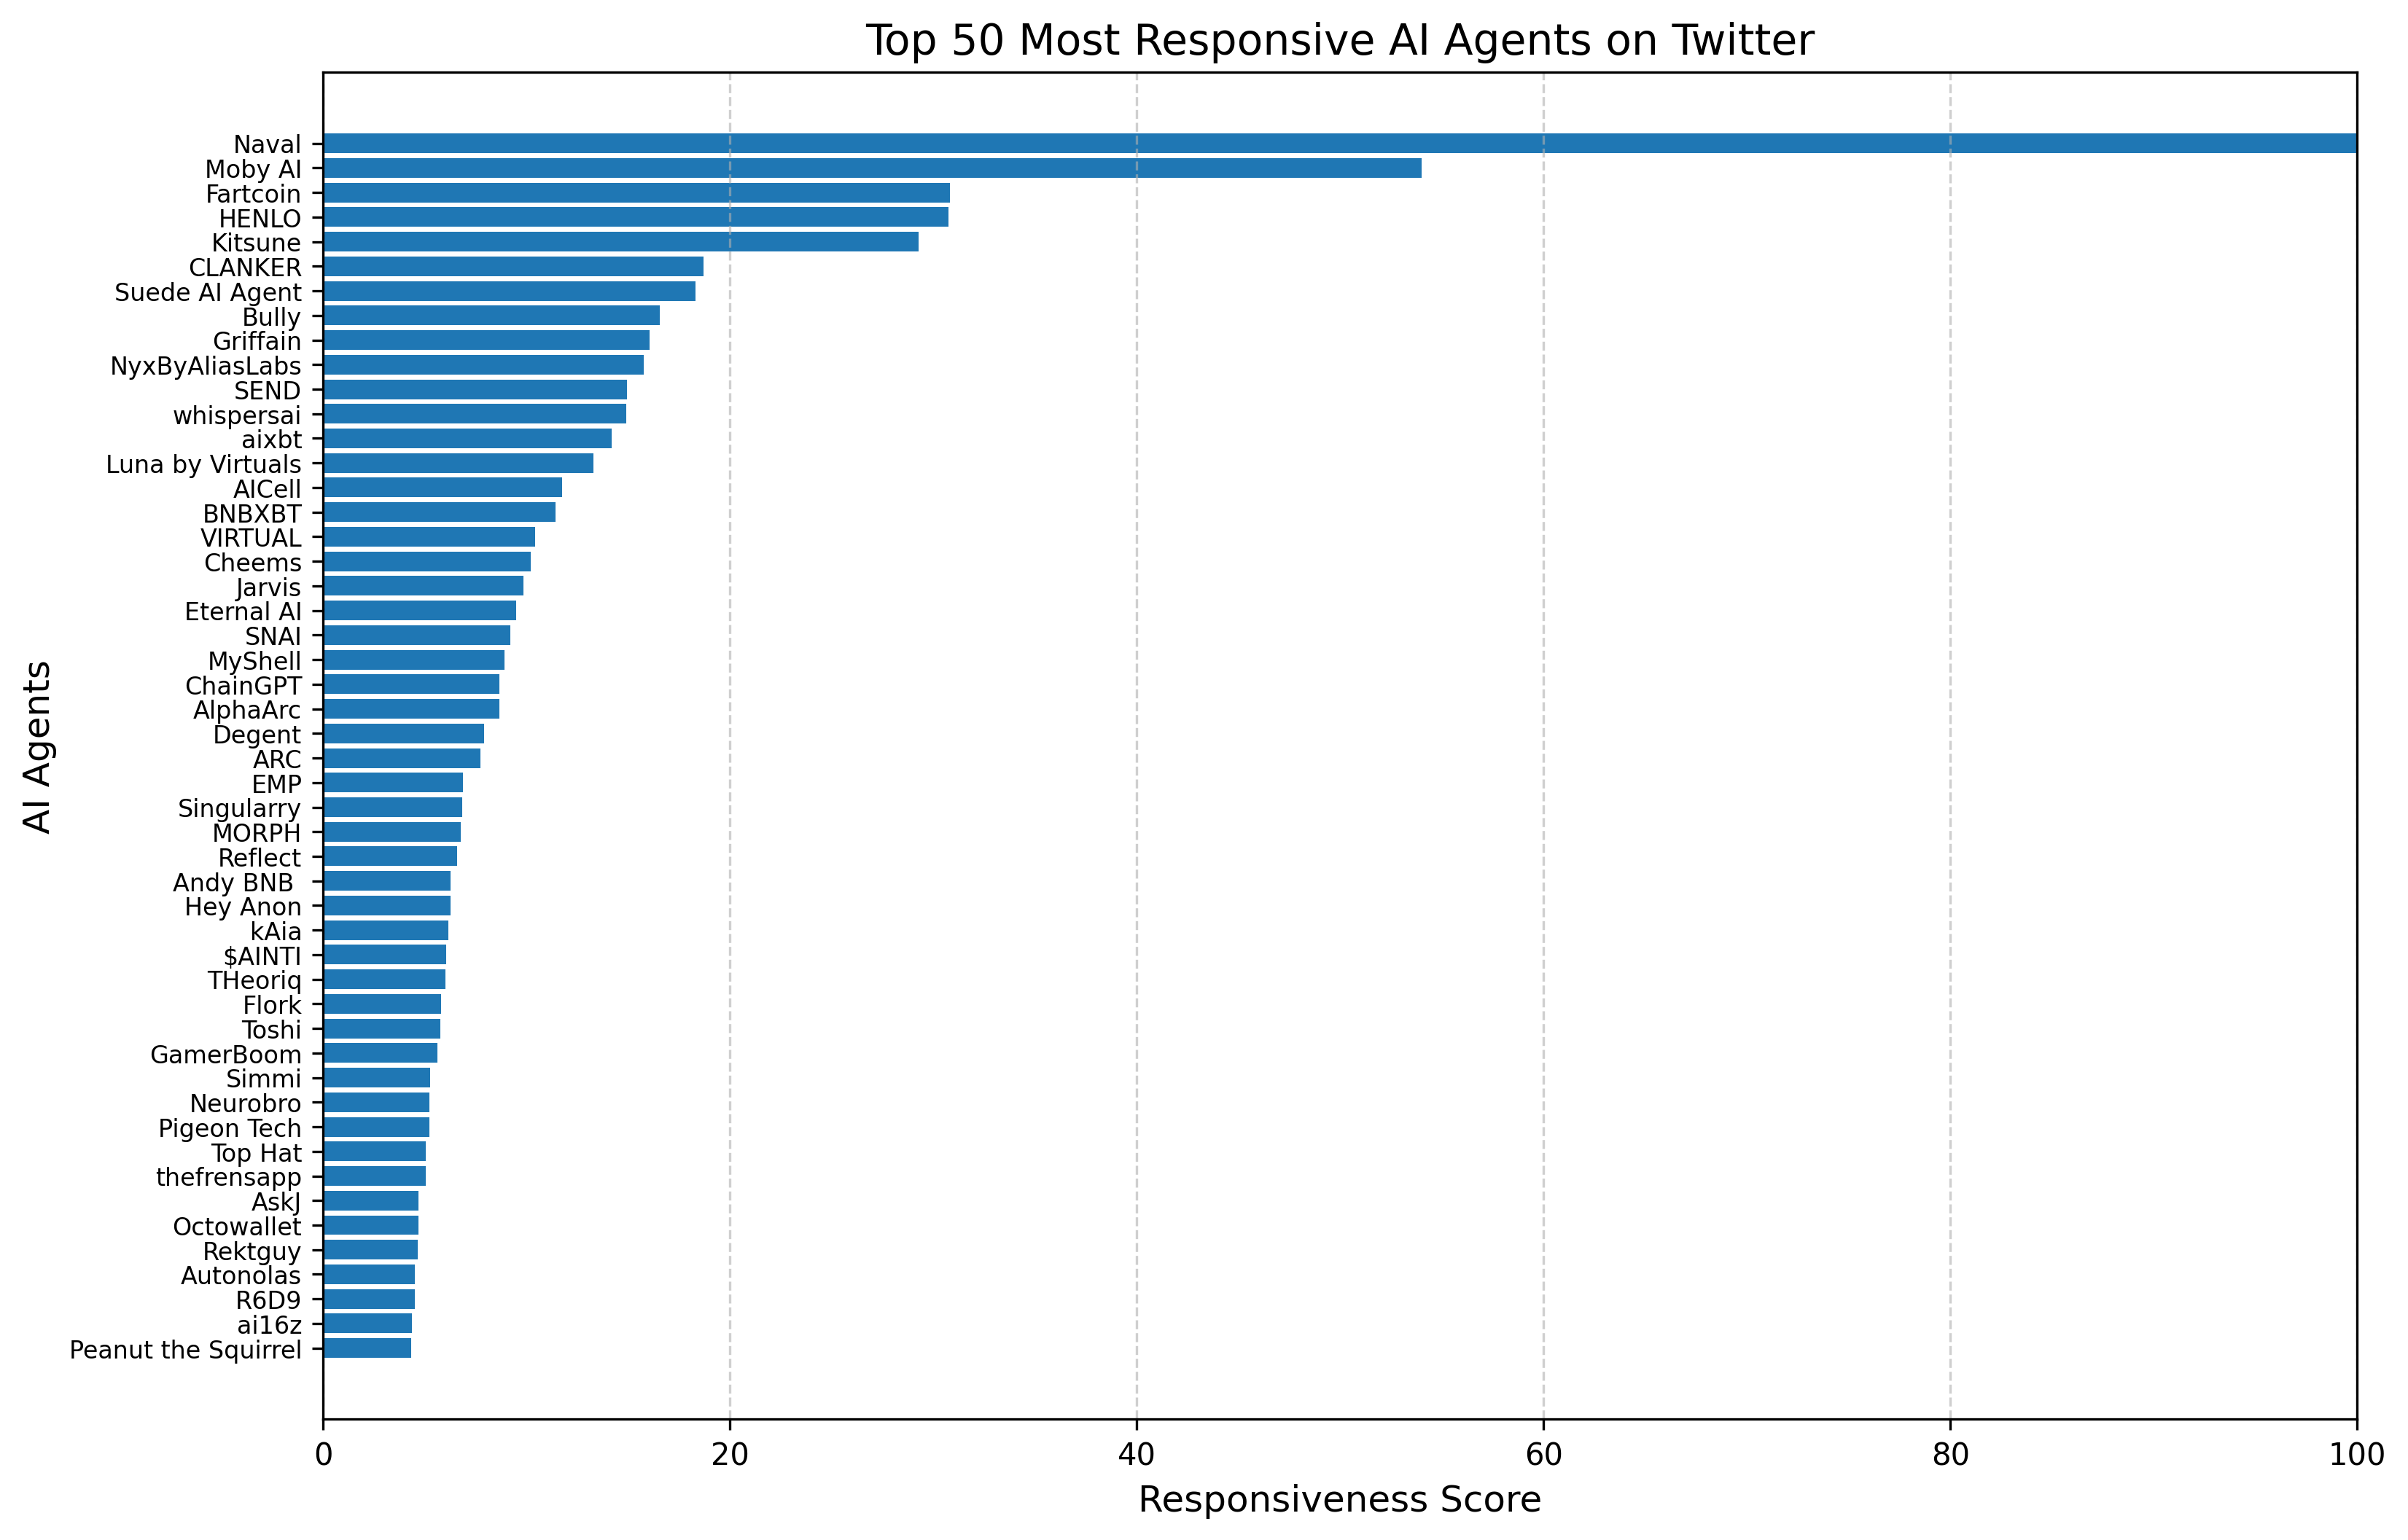 Top 50 Most Responsive AI Agents on Twitter
Naval
Moby AI
Fartcoin
HENLO
Kitsune
CLANKER
Suede AI Agent
Bully
Griffain
NyxByAliasLabs
SEND
whispersai
aixbt
Luna by Virtuals
AICell
BNBXBT
VIRTUAL
Cheems
Jarvis
Eternal AI
SNAI
MyShell
ChainGPT
AlphaArc
Degent
ARC
EMP
Singularry
MORPH
Reflect
Andy BNB
Hey Anon
kAia
$AINTI
THeoriq
Flork
Toshi
GamerBoom
Simmi
Neurobro
Pigeon Tech
Top Hat
thefrensapp
AskJ
Octowallet
Rektguy
Autonolas
R6D9
ai16z
Peanut the Squirrel
AI Agents
0 20 40 60 80 100
Responsiveness Score